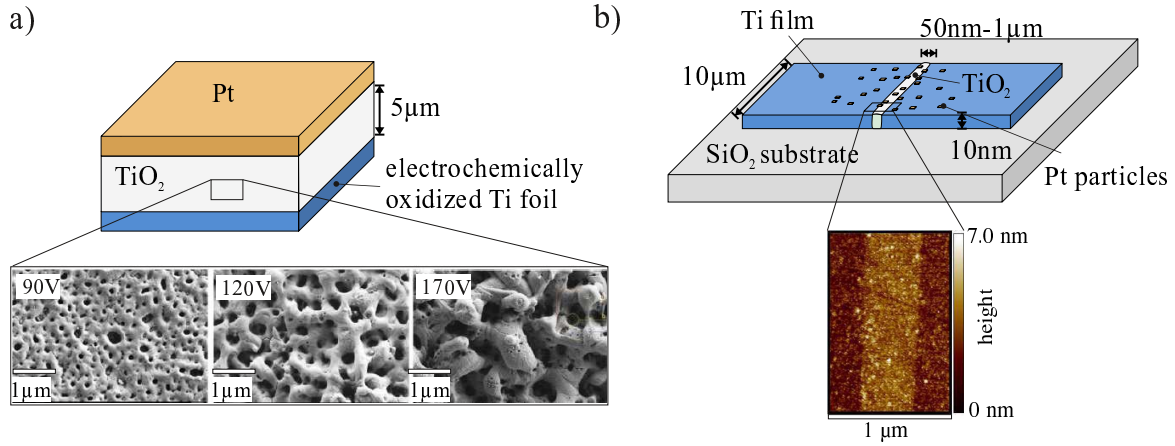 a)
Pt
5μm
TiO2
electrochemically
oxidized Ti foil
90V
120V
170V
1μm
1μm
1μm
b)
Ti film
50nm-1μm
10μm
TiO2
SiO2 substrate
10nm
Pt particles
7.0 nm
height
0 nm
1 μm